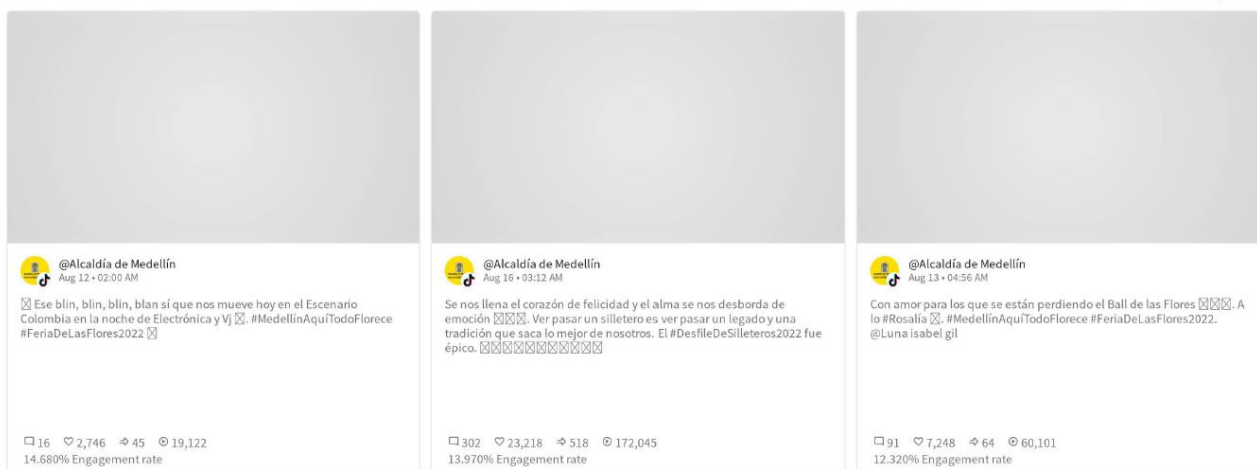 @Alcaldía de Medellín
Aug 12 • 02:00 AM
Ese blin, blin, blin, blan sí que nos mueve hoy en el Escenario
Colombia en la noche de Electrónica y Vj. #MedellínAquíTodoFlorece
#FeriaDeLasFlores2022
16 2,746 45 19,122
14.680% Engagement rate
@Alcaldía de Medellín
Aug 16 • 03:12 AM
Se nos llena el corazón de felicidad y el alma se nos desborda de
emoción. Ver pasar un silletero es ver pasar un legado y una
tradición que saca lo mejor de nosotros. El #DesfileDeSilleteros2022 fue
épico.
302 23,218 518 172,045
13.970% Engagement rate
@Alcaldía de Medellín
Aug 13 • 04:56 AM
Con amor para los que se están perdiendo el Ball de las Flores. A
lo #Rosalía. #MedellínAquíTodoFlorece #FeriaDeLasFlores2022.
@Luna isabel gil
91 7,248 64 60,101
12.320% Engagement rate